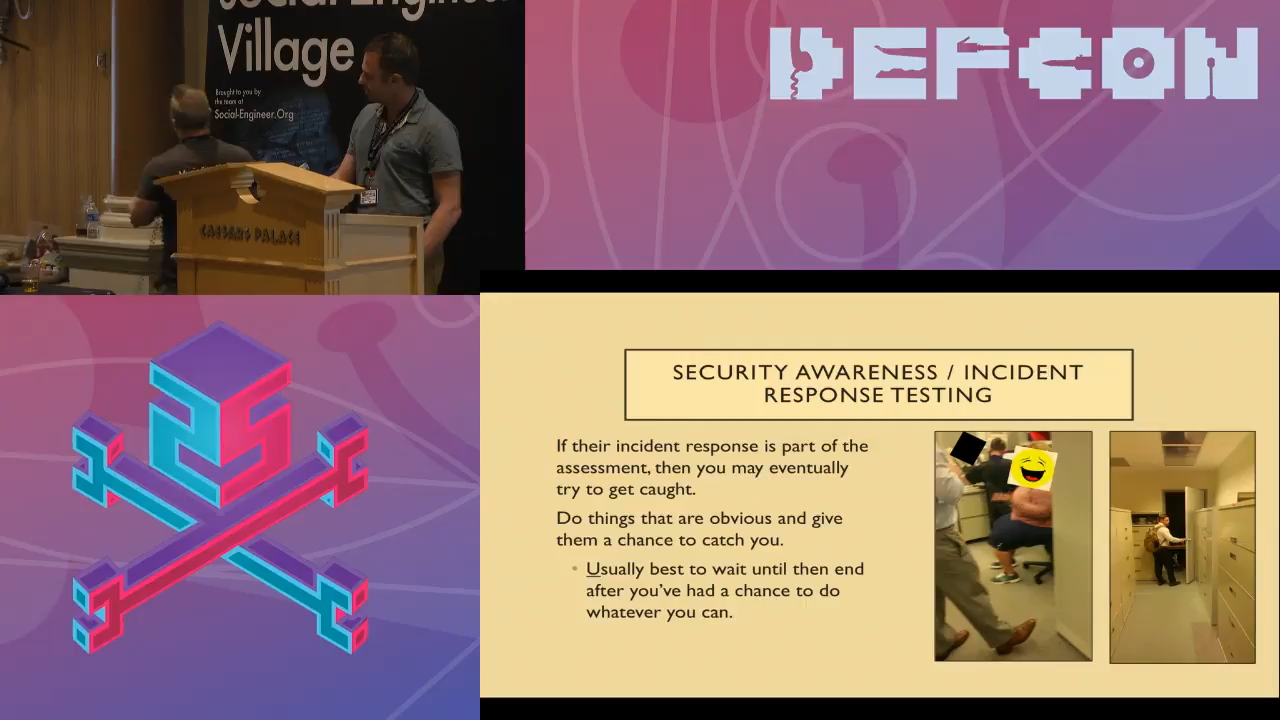 Social-Engineer
Village
Brought to you by
the team at
Social-Engineer.Org
CAESARS PALACE
DEFCON
SECURITY AWARENESS / INCIDENT
RESPONSE TESTING
If their incident response is part of the
assessment, then you may eventually
try to get caught.
Do things that are obvious and give
them a chance to catch you.
• Usually best to wait until then end
after you've had a chance to do
whatever you can.